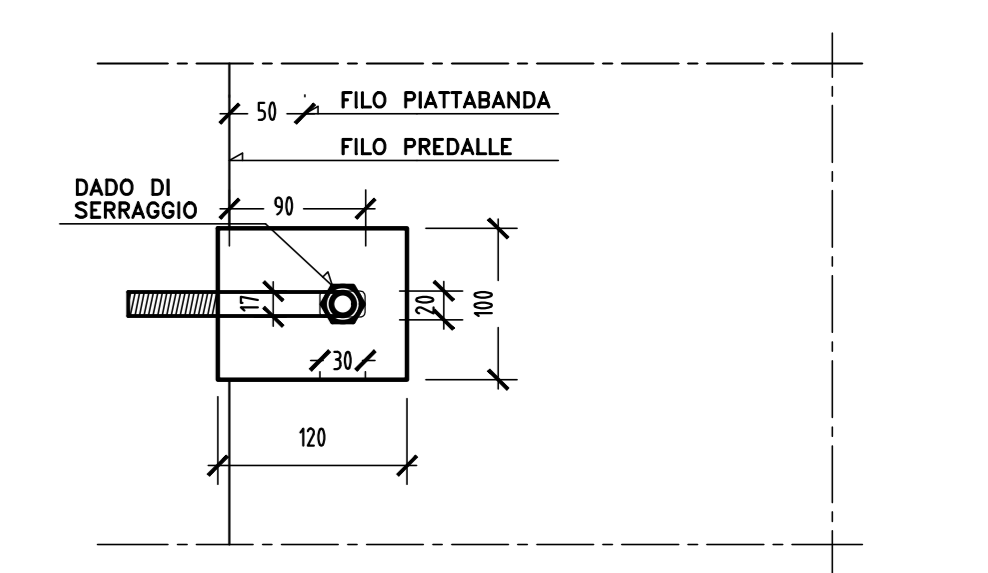 50
FILO PIATTABANDA
FILO PREDALLE
DADO DI
SERRAGGIO
90
17
20
100
30
120